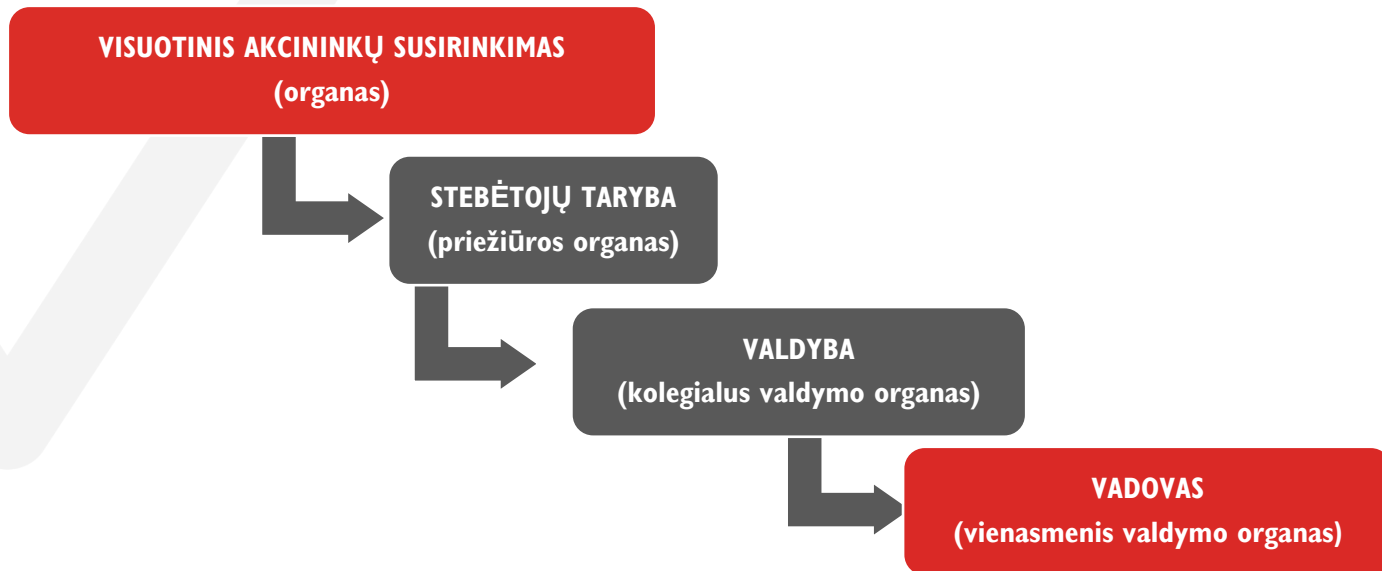 VISUOTINIS AKCININKŲ SUSIRINKIMAS
(organas)
STEBĖTOJŲ TARYBA
(priežiūros organas)
VALDYBA
(kolegialus valdymo organas)
VADOVAS
(vienasmenis valdymo organas)